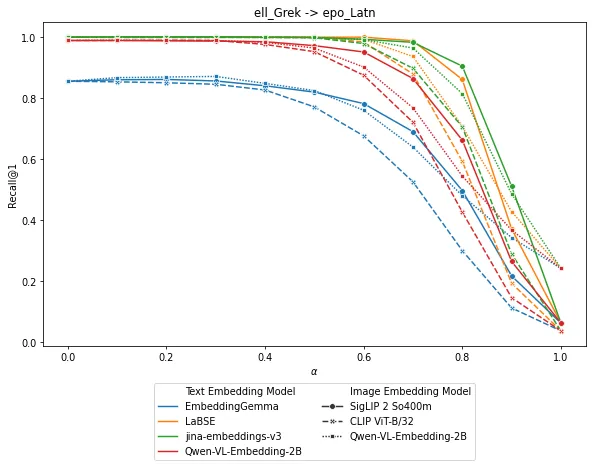 ell_Grek -> epo_Latn
Recall@1
1.0
0.8
0.6
0.4
0.2
0.0
0.0 0.2 0.4 0.6 0.8 1.0
α
Text Embedding Model
EmbeddingGemma
LaBSE
jina-embeddings-v3
Qwen-VL-Embedding-2B
Image Embedding Model
SigLIP 2 So400m
CLIP ViT-B/32
Qwen-VL-Embedding-2B